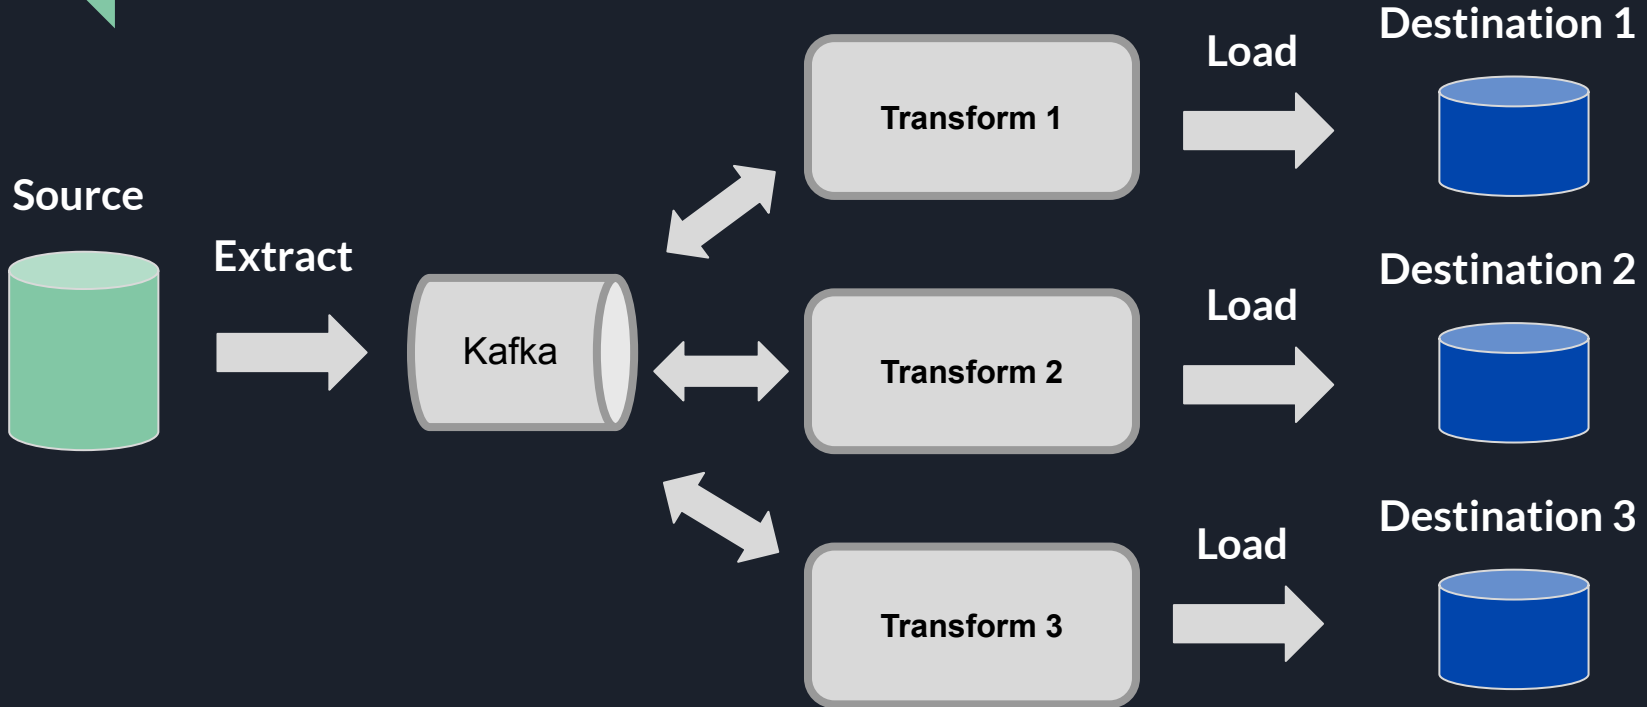 Source
Extract
Kafka
Transform 1
Load
Destination 1
Transform 2
Load
Destination 2
Transform 3
Load
Destination 3